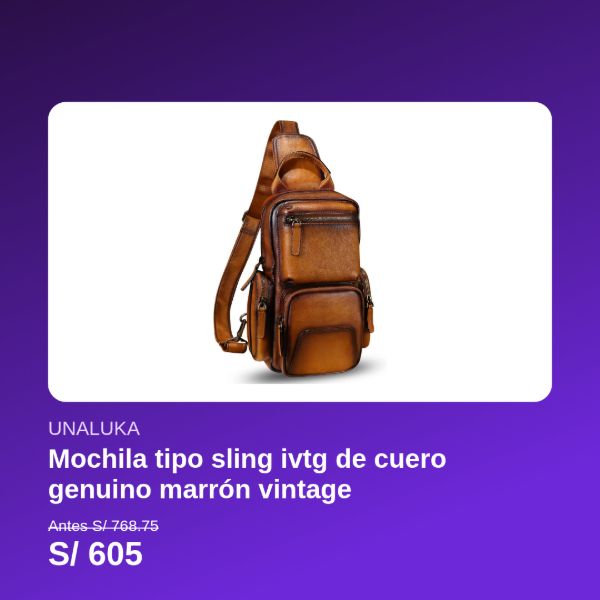 UNALUKA
Mochila tipo sling ivtg de cuero
genuino marrón vintage
Antes S/ 768.75
S/ 605